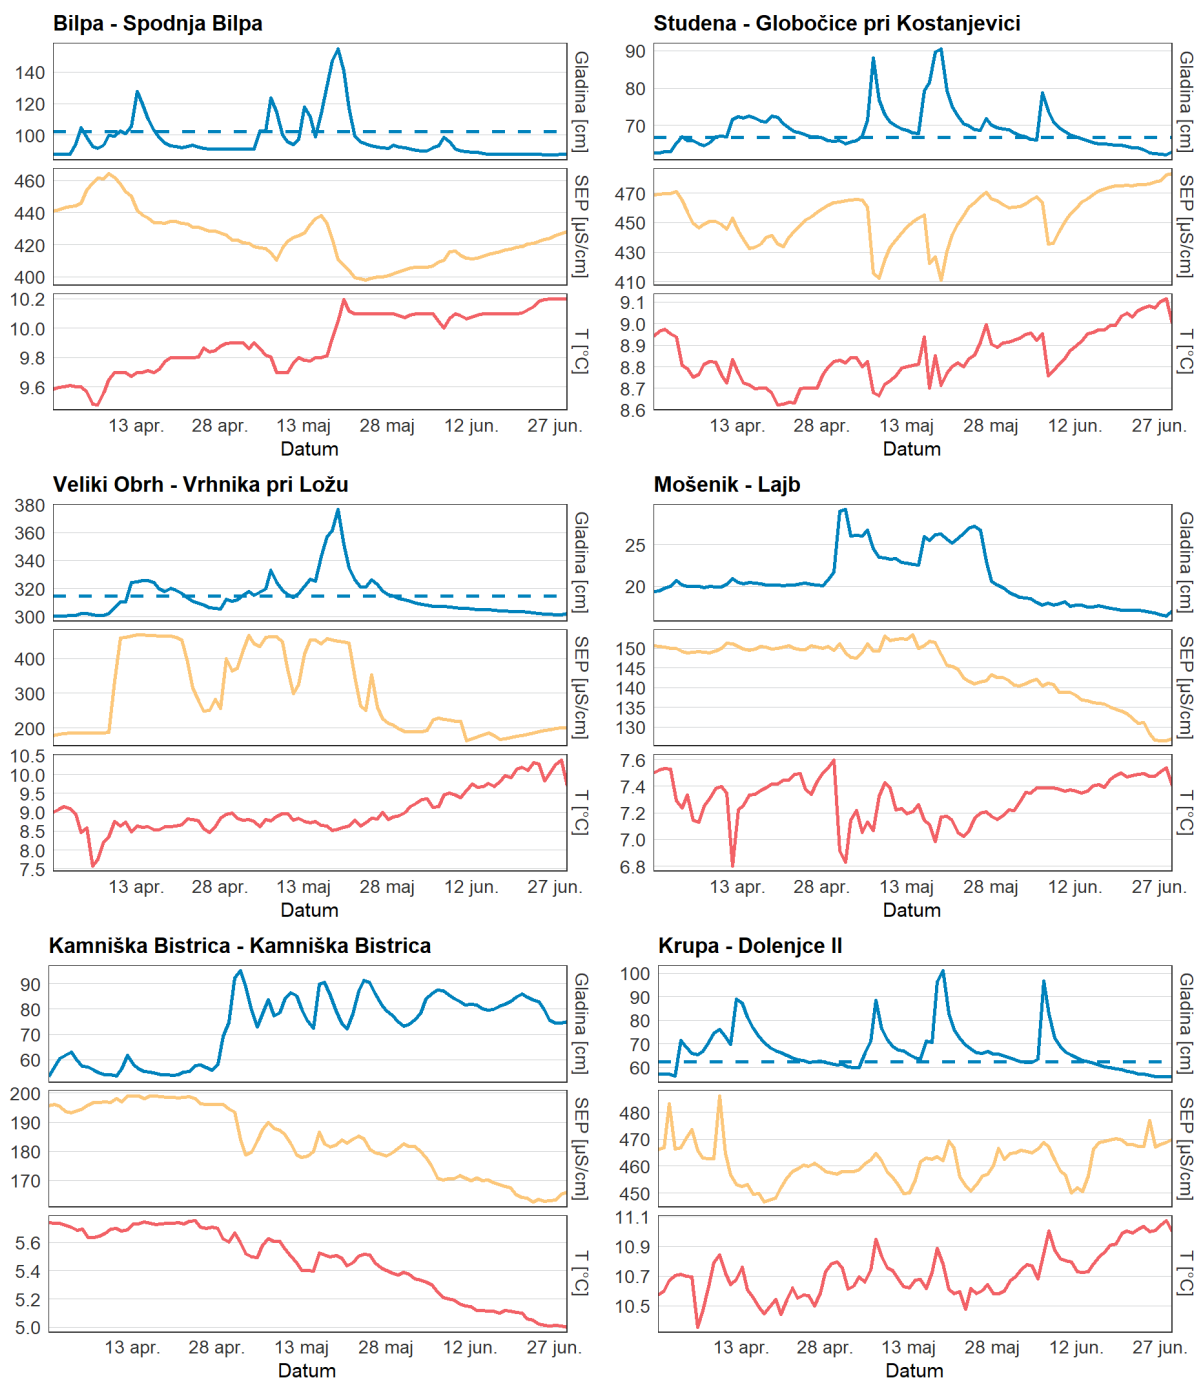 Bilpa - Spodnja Bilpa
140
120
100
Gladina [cm]
460
440
420
400
SEP [µS/cm]
10.2
10.0
9.8
9.6
T [°C]
13 apr. 28 apr. 13 maj 28 maj 12 jun. 27 jun.
Datum
Studena - Globočice pri Kostanjevici
90
80
70
Gladina [cm]
470
450
430
410
SEP [µS/cm]
9.1
9.0
8.9
8.8
8.7
8.6
T [°C]
13 apr. 28 apr. 13 maj 28 maj 12 jun. 27 jun.
Datum
Veliki Obrh - Vrhnika pri Ložu
380
360
340
320
300
Gladina [cm]
400
300
200
SEP [µS/cm]
10.5
10.0
9.5
9.0
8.5
8.0
7.5
T [°C]
13 apr. 28 apr. 13 maj 28 maj 12 jun. 27 jun.
Datum
Mošenik - Lajb
25
20
Gladina [cm]
150
145
140
130
SEP [µS/cm]
7.6
7.4
7.2
7.0
6.8
T [°C]
13 apr. 28 apr. 13 maj 28 maj 12 jun. 27 jun.
Datum
Kamniška Bistrica - Kamniška Bistrica
90
80
70
60
Gladina [cm]
200
190
180
170
SEP [µS/cm]
5.6
5.4
5.2
5.0
T [°C]
13 apr. 28 apr. 13 maj 28 maj 12 jun. 27 jun.
Datum
Krupa - Dolenjce II
100
90
80
70
60
Gladina [cm]
480
470
460
450
SEP [µS/cm]
11.1
10.9
10.7
10.5
T [°C]
13 apr. 28 apr. 13 maj 28 maj 12 jun. 27 jun.
Datum